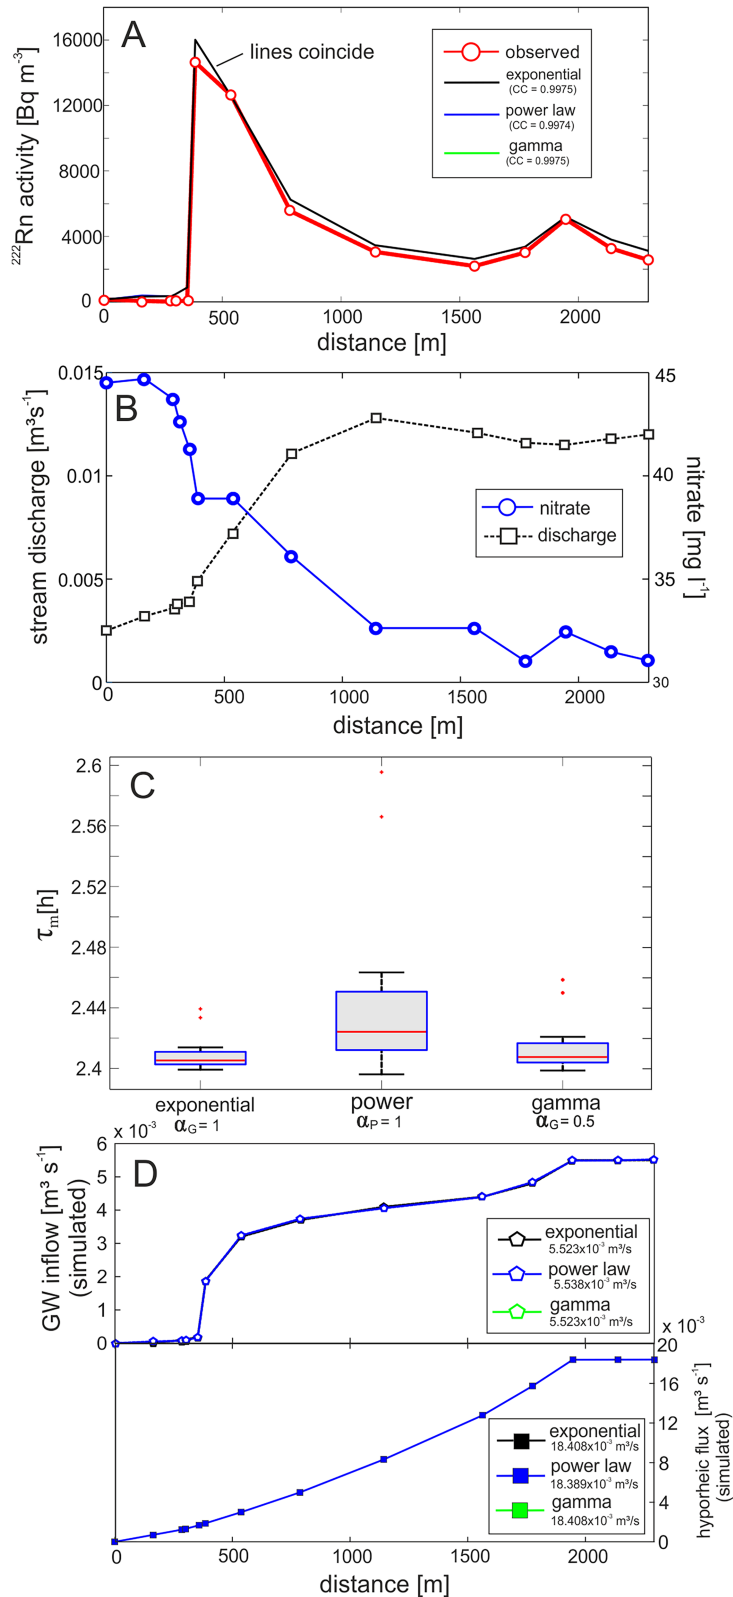 A
lines coincide
observed
exponential
(CC = 0.9975)
power law
(CC = 0.9974)
gamma
(CC = 0.9975)
²²²Rn activity [Bq m⁻³]
16000
12000
8000
4000
0
0
500
1000
1500
2000
distance [m]
B
stream discharge [m³s⁻¹]
0.015
0.01
0.005
0
45
40
35
30
nitrate [mg l⁻¹]
nitrate
discharge
0
500
1000
1500
2000
distance [m]
C
τm[h]
2.6
2.56
2.52
2.48
2.44
2.4
exponential
αG = 1
power
αP = 1
gamma
αG = 0.5
x 10⁻³
D
GW inflow [m³ s⁻¹]
(simulated)
6
5
4
3
2
1
0
exponential
5.523x10⁻³ m³/s
power law
5.538x10⁻³ m³/s
gamma
5.523x10⁻³ m³/s
x 10⁻³
20
16
12
8
4
0
hyporheic flux [m³ s⁻¹]
(simulated)
exponential
18.408x10⁻³ m³/s
power law
18.389x10⁻³ m³/s
gamma
18.408x10⁻³ m³/s
0
500
1000
1500
2000
distance [m]